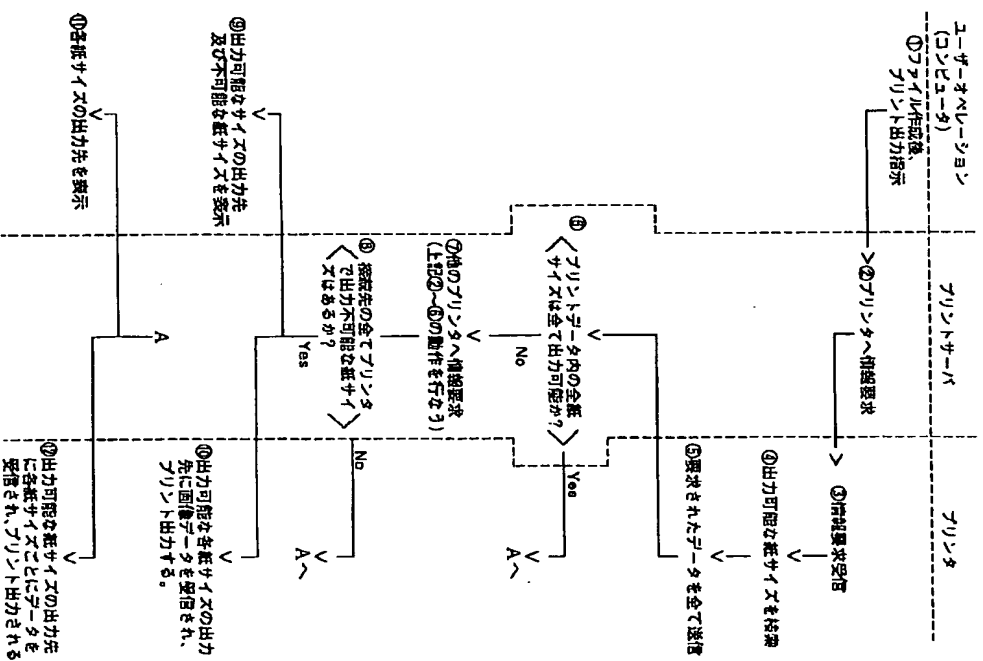 ユーザーオペレーション
(コンピュータ)
プリントサーバ
プリンタ
①ファイル作成後、
プリント出力指示
②プリンタへ情報要求
③情報要求受信
④出力可能な紙サイズを検索
⑤要求されたデータを全て送信
⑥
プリントデータ内の全紙
サイズは全て出力可能か?
Yes
Aへ
No
⑦他のプリンタへ情報要求
(上記②~⑥の動作を行なう)
⑧ 接続先の全てプリンタ
で出力不可能な紙サイ
ズはあるか?
No
Aへ
Yes
⑨出力可能なサイズの出力先
及び不可能な紙サイズを表示
⑩出力可能な各紙サイズの出力
先に画像データを受信され、
プリント出力する。
A
⑪各紙サイズの出力先を表示
⑫出力可能な紙サイズの出力先
に各紙サイズごとにデータを
受信され、プリント出力される